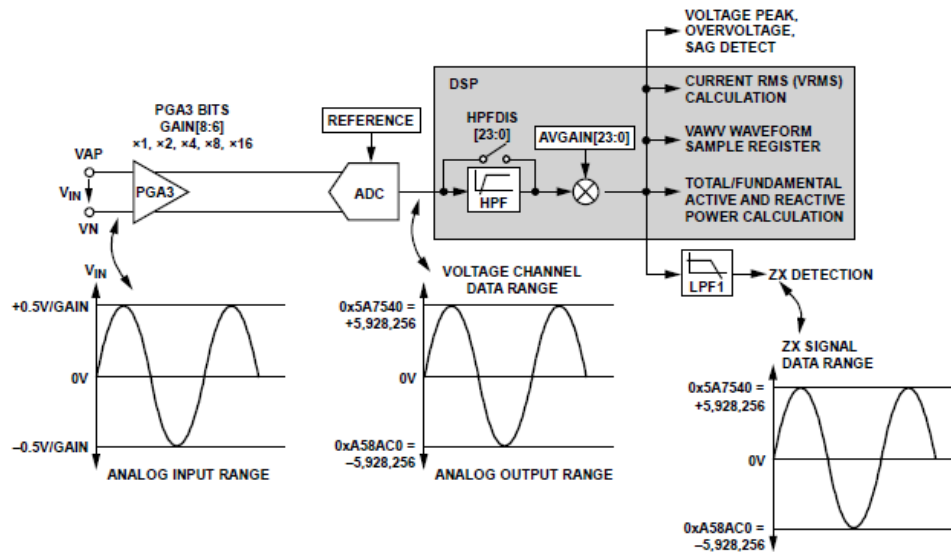 VOLTAGE PEAK,
OVERVOLTAGE,
SAG DETECT
DSP
CURRENT RMS (VRMS)
CALCULATION
PGA3 BITS
GAIN[8:6]
×1, ×2, ×4, ×8, ×16
REFERENCE
HPFDIS
[23:0]
AVGAIN[23:0]
VAWV WAVEFORM
SAMPLE REGISTER
VAP
VIN
VN
PGA3
ADC
HPF
TOTAL/FUNDAMENTAL
ACTIVE AND REACTIVE
POWER CALCULATION
LPF1
ZX DETECTION
VIN
+0.5V/GAIN
0V
–0.5V/GAIN
ANALOG INPUT RANGE
VOLTAGE CHANNEL
DATA RANGE
0x5A7540 =
+5,928,256
0V
0xA58AC0 =
–5,928,256
ANALOG OUTPUT RANGE
ZX SIGNAL
DATA RANGE
0x5A7540 =
+5,928,256
0V
0xA58AC0 =
–5,928,256